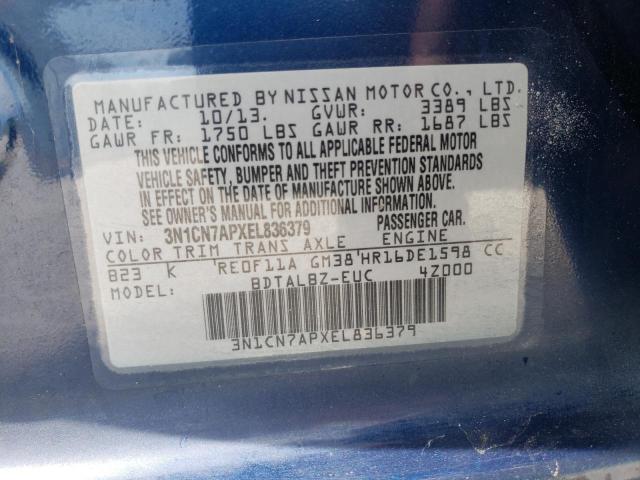 MANUFACTURED BY NISSAN MOTOR CO., LTD.
DATE: 10/13. GVWR: 3389 LBS
GAWR FR: 1750 LBS GAWR RR: 1687 LBS
THIS VEHICLE CONFORMS TO ALL APPLICABLE FEDERAL MOTOR
VEHICLE SAFETY, BUMPER AND THEFT PREVENTION STANDARDS
IN EFFECT ON THE DATE OF MANUFACTURE SHOWN ABOVE.
SEE OWNER'S MANUAL FOR ADDITIONAL INFORMATION.
VIN: 3N1CN7APXEL836379 PASSENGER CAR.
COLOR TRIM TRANS AXLE ENGINE
B23 K RE0F11A GM38 HR16DE1598 CC
BDTALBZ-EUC 4Z000
3N1CN7APXEL836379